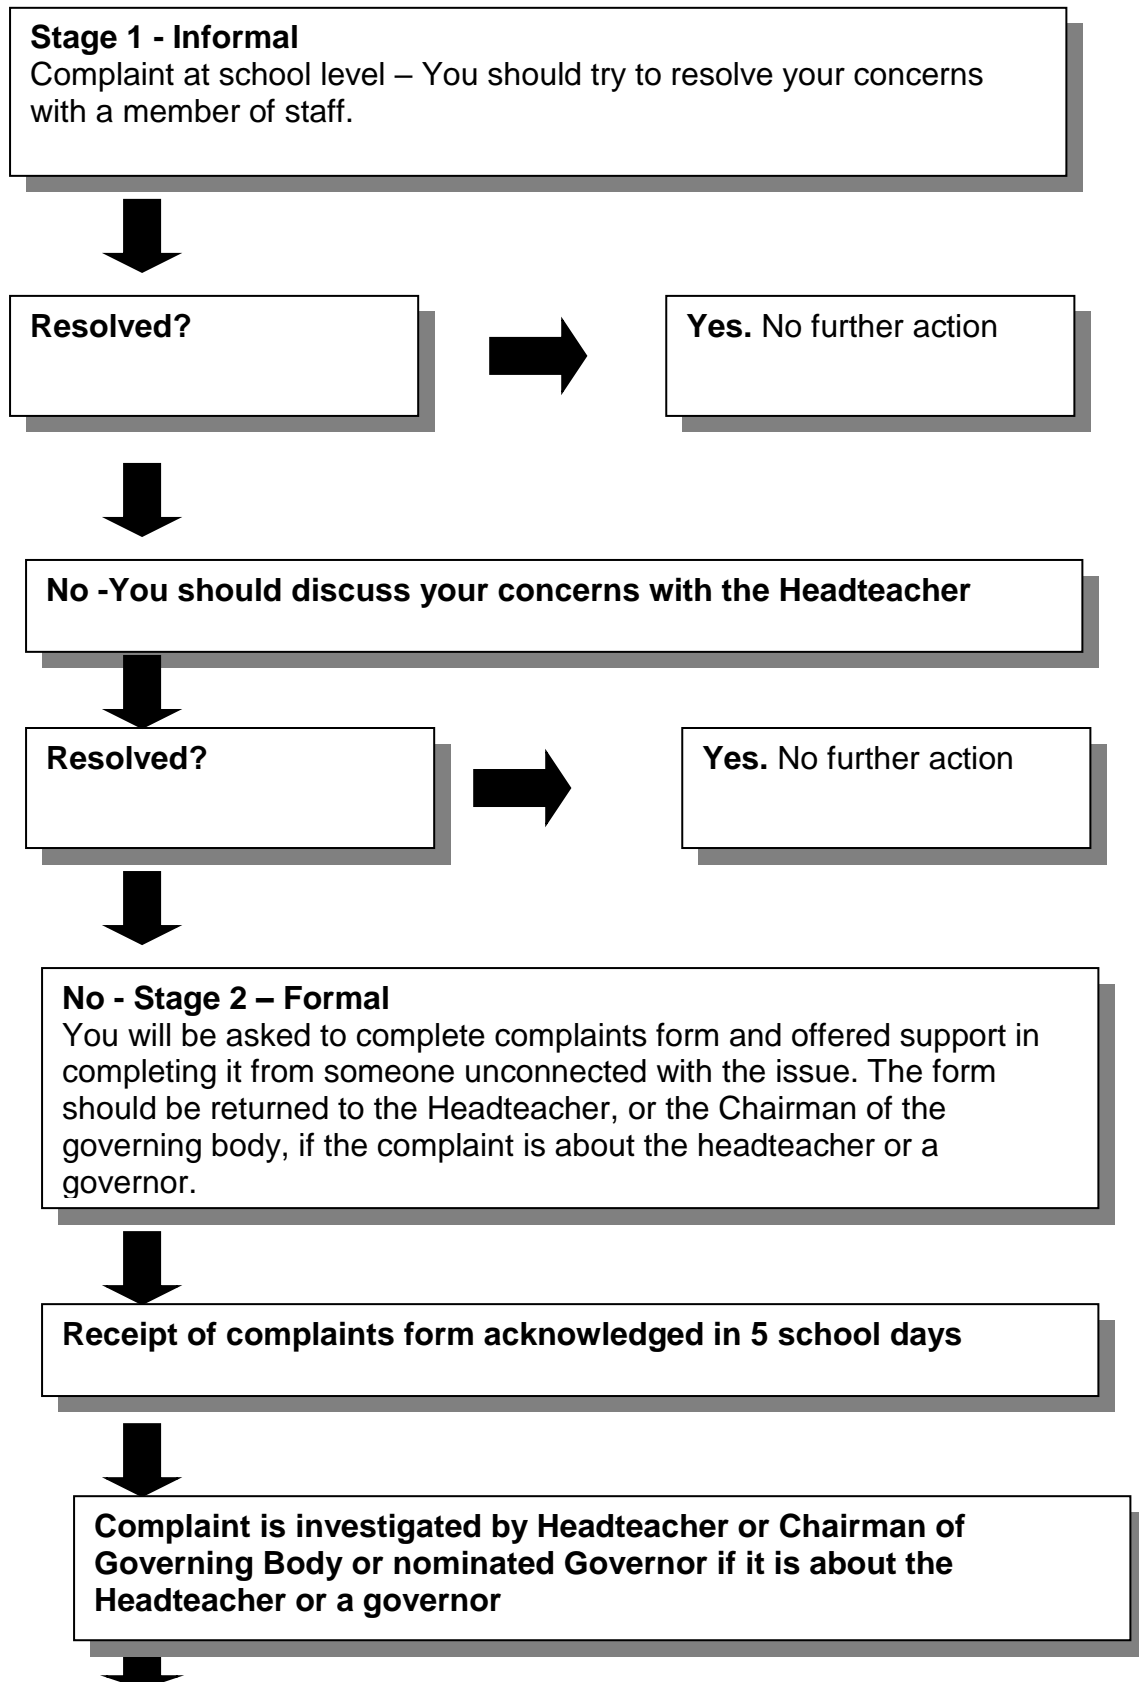 Stage 1 - Informal
Complaint at school level – You should try to resolve your concerns
with a member of staff.
Resolved?
Yes. No further action
No -You should discuss your concerns with the Headteacher
Resolved?
Yes. No further action
No - Stage 2 – Formal
You will be asked to complete complaints form and offered support in
completing it from someone unconnected with the issue. The form
should be returned to the Headteacher, or the Chairman of the
governing body, if the complaint is about the headteacher or a
governor.
Receipt of complaints form acknowledged in 5 school days
Complaint is investigated by Headteacher or Chairman of
Governing Body or nominated Governor if it is about the
Headteacher or a governor